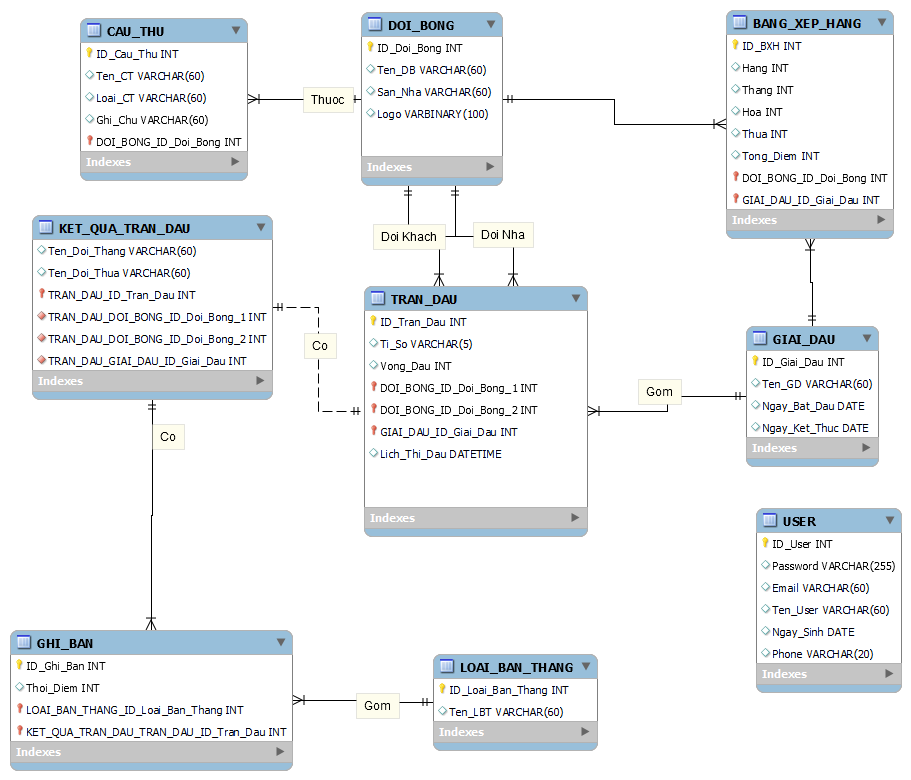 CAU_THU
ID_Cau_Thu INT
Ten_CT VARCHAR(60)
Loai_CT VARCHAR(60)
Ghi_Chu VARCHAR(60)
DOI_BONG_ID_Doi_Bong INT
Indexes
Thuoc
DOI_BONG
ID_Doi_Bong INT
Ten_DB VARCHAR(60)
San_Nha VARCHAR(60)
Logo VARBINARY(100)
Indexes
BANG_XEP_HANG
ID_BXH INT
Hang INT
Thang INT
Hoa INT
Thua INT
Tong_Diem INT
DOI_BONG_ID_Doi_Bong INT
GIAI_DAU_ID_Giai_Dau INT
Indexes
Doi Khach
Doi Nha
KET_QUA_TRAN_DAU
Ten_Doi_Thang VARCHAR(60)
Ten_Doi_Thua VARCHAR(60)
TRAN_DAU_ID_Tran_Dau INT
TRAN_DAU_DOI_BONG_ID_Doi_Bong_1 INT
TRAN_DAU_DOI_BONG_ID_Doi_Bong_2 INT
TRAN_DAU_GIAI_DAU_ID_Giai_Dau INT
Indexes
Co
TRAN_DAU
ID_Tran_Dau INT
Ti_So VARCHAR(5)
Vong_Dau INT
DOI_BONG_ID_Doi_Bong_1 INT
DOI_BONG_ID_Doi_Bong_2 INT
GIAI_DAU_ID_Giai_Dau INT
Lich_Thi_Dau DATETIME
Indexes
Gom
GIAI_DAU
ID_Giai_Dau INT
Ten_GD VARCHAR(60)
Ngay_Bat_Dau DATE
Ngay_Ket_Thuc DATE
Indexes
Co
USER
ID_User INT
Password VARCHAR(255)
Email VARCHAR(60)
Ten_User VARCHAR(60)
Ngay_Sinh DATE
Phone VARCHAR(20)
Indexes
GHI_BAN
ID_Ghi_Ban INT
Thoi_Diem INT
LOAI_BAN_THANG_ID_Loai_Ban_Thang INT
KET_QUA_TRAN_DAU_TRAN_DAU_ID_Tran_Dau INT
Indexes
Gom
LOAI_BAN_THANG
ID_Loai_Ban_Thang INT
Ten_LBT VARCHAR(60)
Indexes